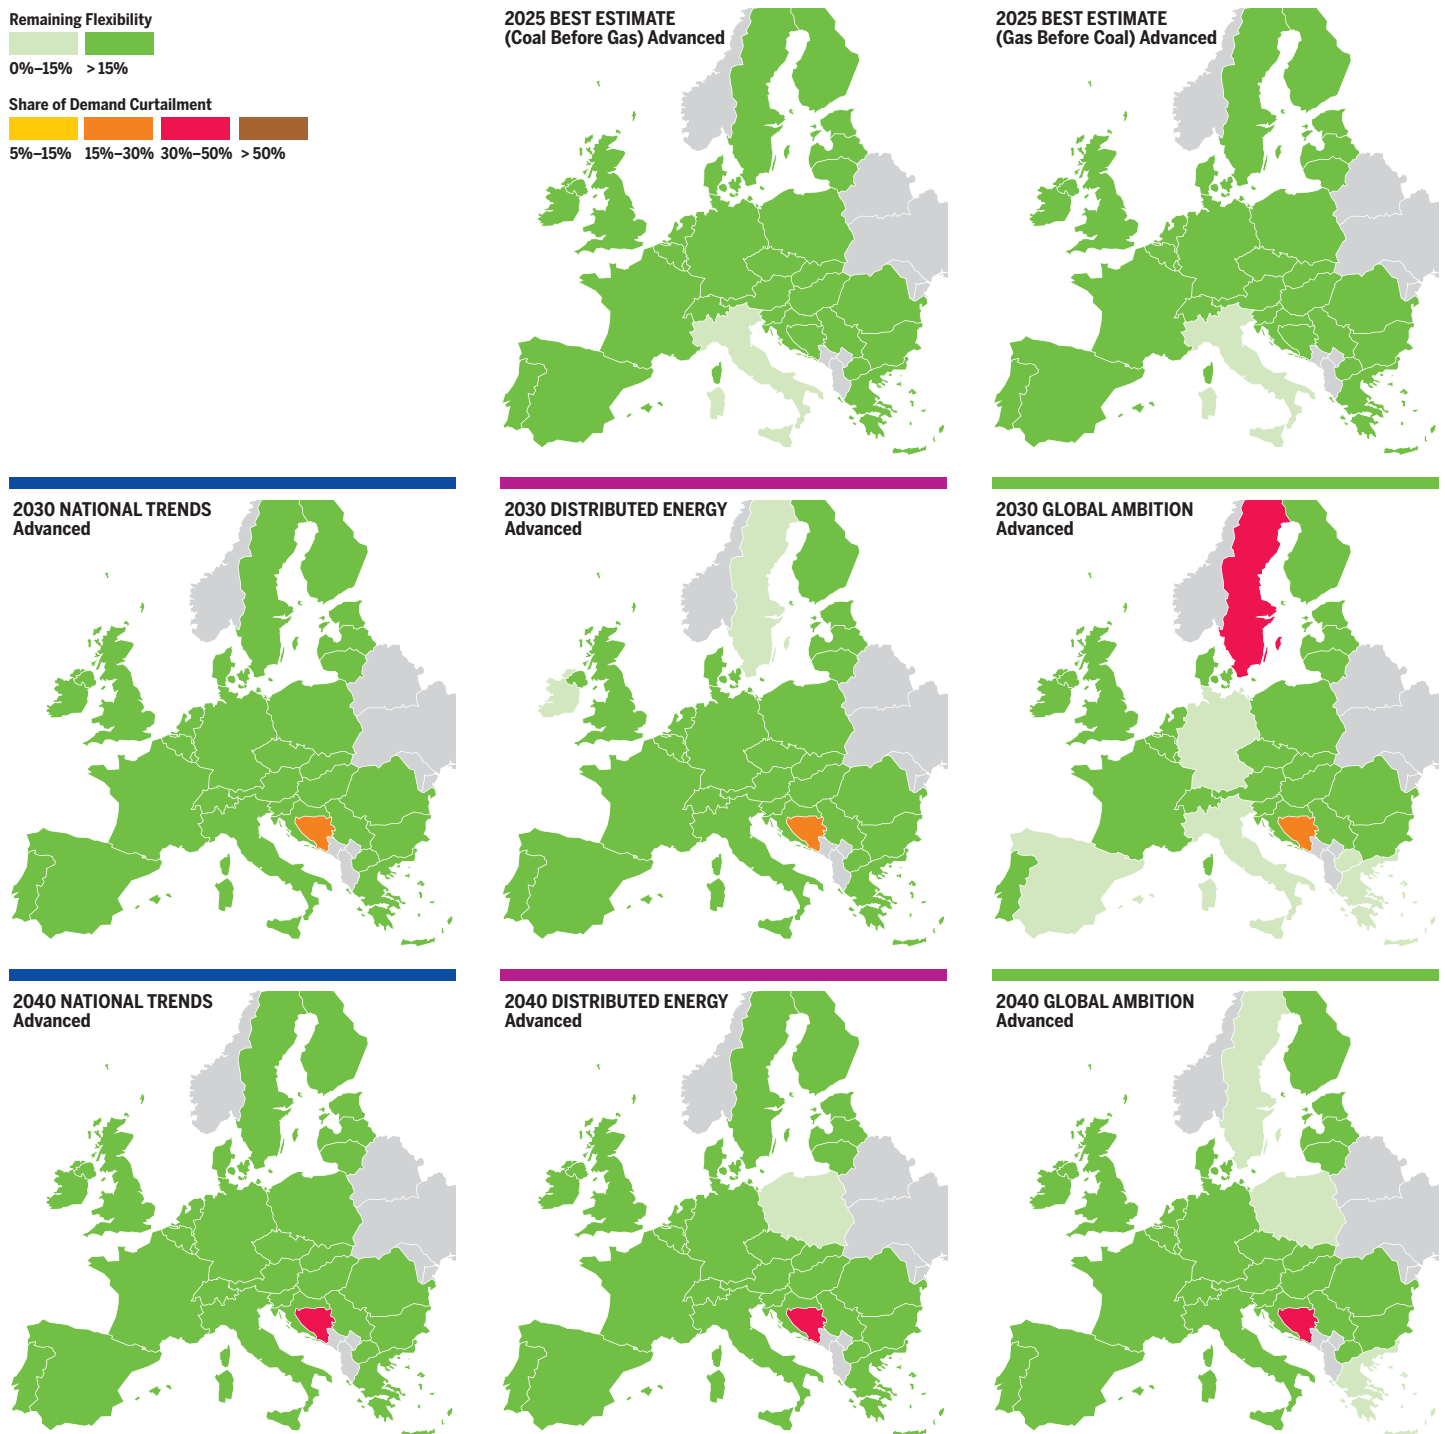 Remaining Flexibility
0%–15% > 15%
Share of Demand Curtailment
5%–15% 15%–30% 30%–50% > 50%
2025 BEST ESTIMATE
(Coal Before Gas) Advanced
2025 BEST ESTIMATE
(Gas Before Coal) Advanced
2030 NATIONAL TRENDS
Advanced
2030 DISTRIBUTED ENERGY
Advanced
2030 GLOBAL AMBITION
Advanced
2040 NATIONAL TRENDS
Advanced
2040 DISTRIBUTED ENERGY
Advanced
2040 GLOBAL AMBITION
Advanced